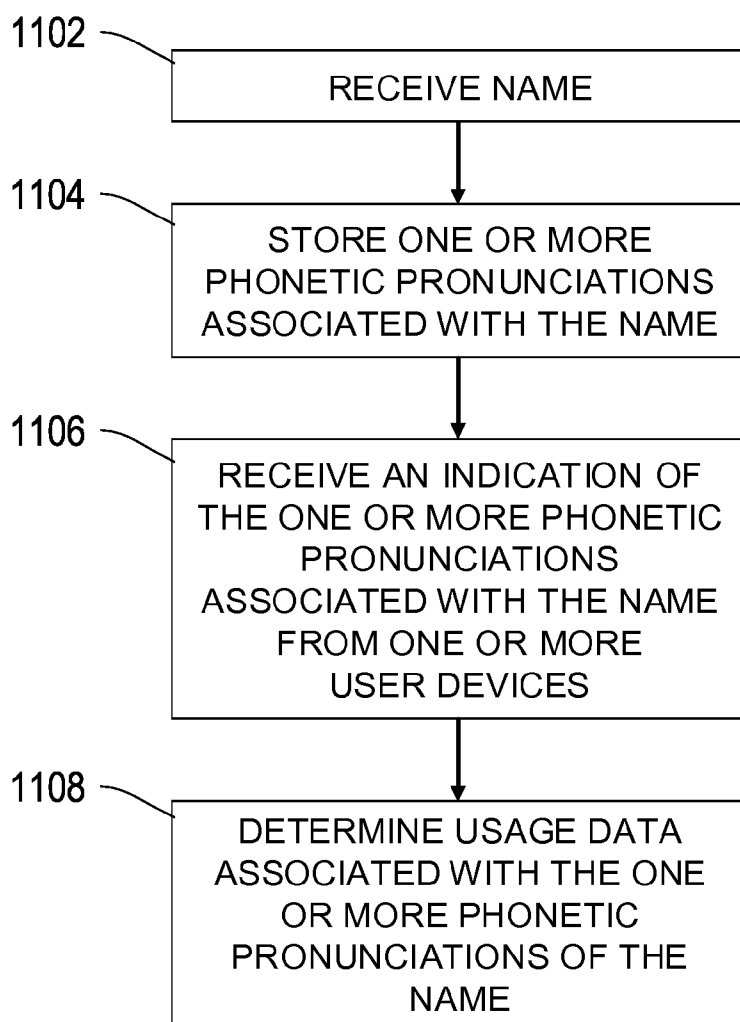 1102
RECEIVE NAME
1104
STORE ONE OR MORE
PHONETIC PRONUNCIATIONS
ASSOCIATED WITH THE NAME
1106
RECEIVE AN INDICATION OF
THE ONE OR MORE PHONETIC
PRONUNCIATIONS
ASSOCIATED WITH THE NAME
FROM ONE OR MORE
USER DEVICES
1108
DETERMINE USAGE DATA
ASSOCIATED WITH THE ONE
OR MORE PHONETIC
PRONUNCIATIONS OF THE
NAME